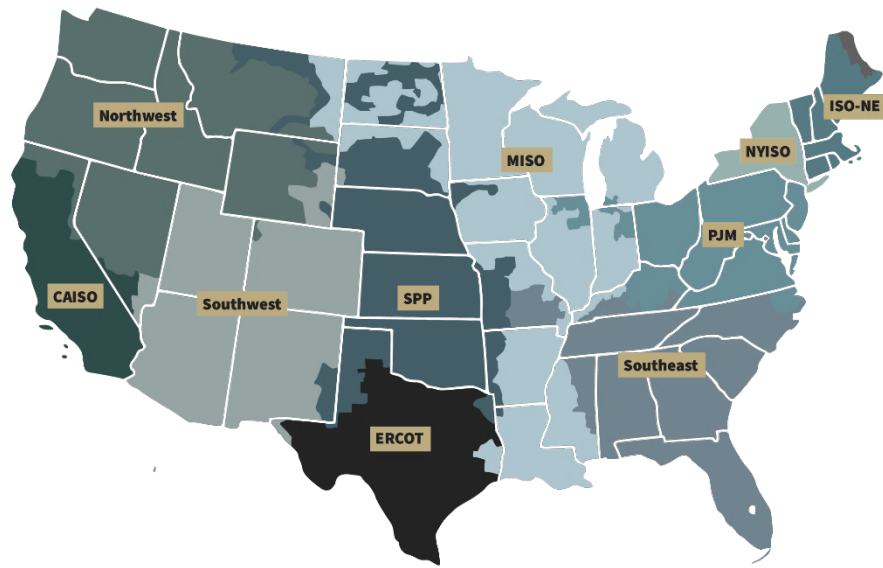 ISO-NE
Northwest
NYISO
MISO
PJM
CAISO
Southwest
SPP
Southeast
ERCOT